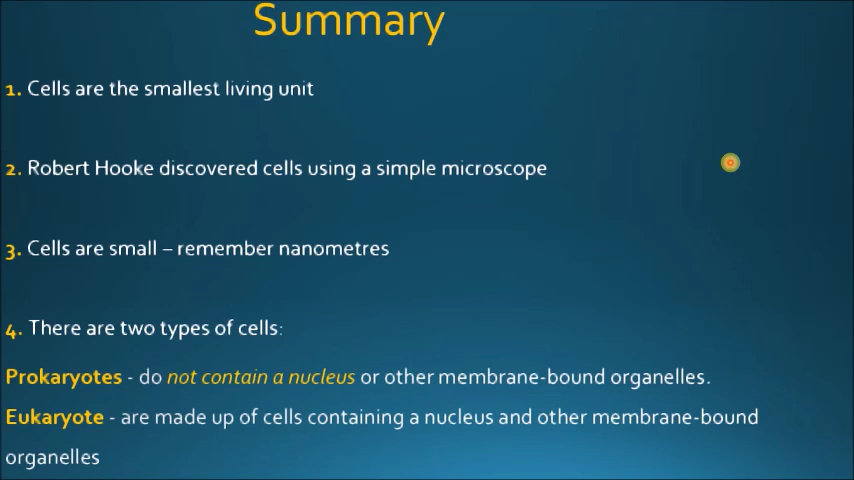 Summary
1. Cells are the smallest living unit
2. Robert Hooke discovered cells using a simple microscope
3. Cells are small – remember nanometres
4. There are two types of cells:
Prokaryotes - do not contain a nucleus or other membrane-bound organelles.
Eukaryote - are made up of cells containing a nucleus and other membrane-bound
organelles